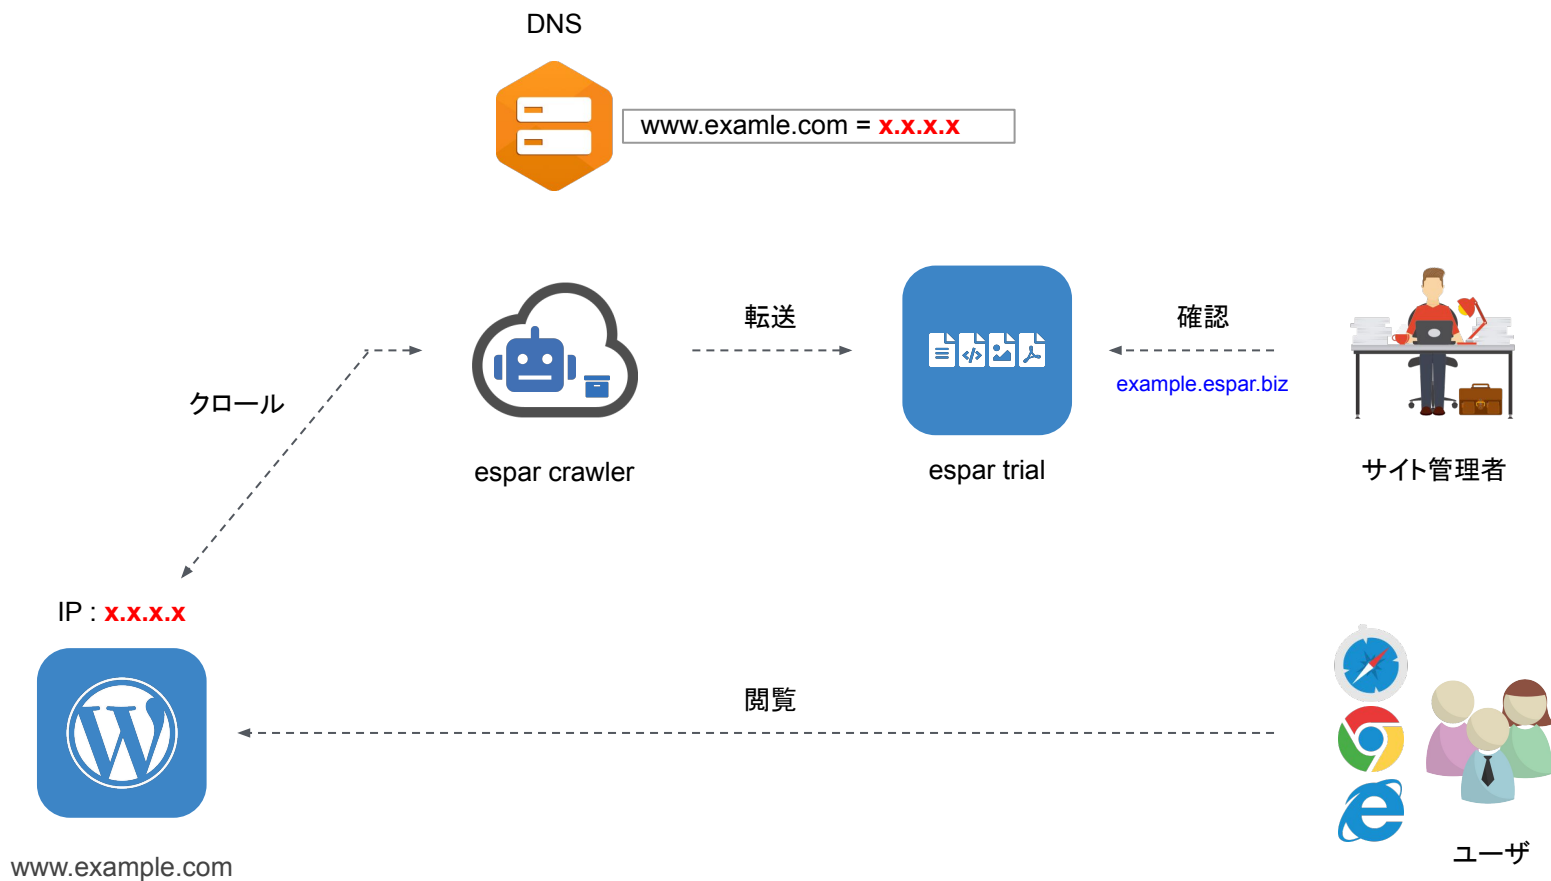 DNS
www.examle.com = x.x.x.x
転送
確認
example.espar.biz
クロール
espar crawler
espar trial
サイト管理者
IP : x.x.x.x
閲覧
ユーザ
www.example.com